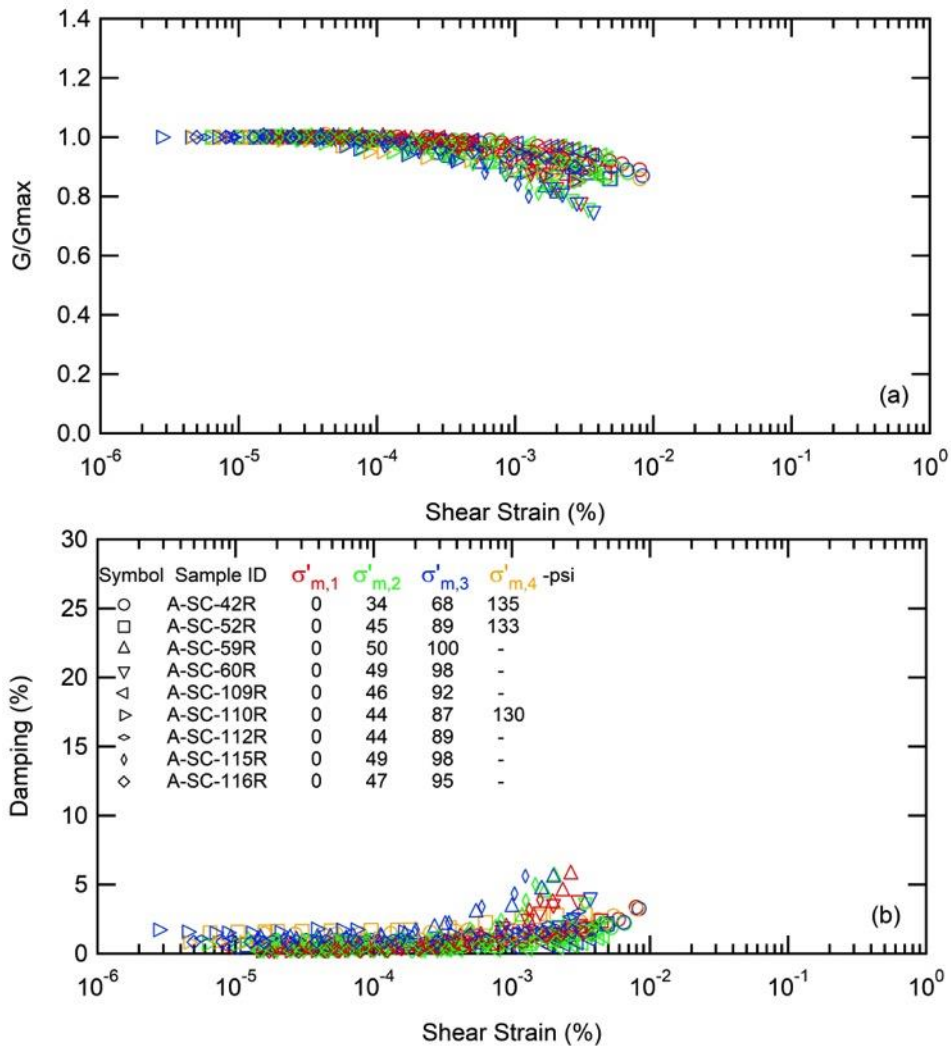 1.4
1.2
1.0
0.8
0.6
0.4
0.2
0.0
G/Gmax
(a)
10⁻⁶ 10⁻⁵ 10⁻⁴ 10⁻³ 10⁻² 10⁻¹ 10⁰
Shear Strain (%)
30
25
20
15
10
5
0
Damping (%)
Symbol Sample ID σ'm,1 σ'm,2 σ'm,3 σ'm,4 -psi
A-SC-42R 0 34 68 135
A-SC-52R 0 45 89 133
A-SC-59R 0 50 100 -
A-SC-60R 0 49 98 -
A-SC-109R 0 46 92 -
A-SC-110R 0 44 87 130
A-SC-112R 0 44 89 -
A-SC-115R 0 49 98 -
A-SC-116R 0 47 95 -
(b)
10⁻⁶ 10⁻⁵ 10⁻⁴ 10⁻³ 10⁻² 10⁻¹ 10⁰
Shear Strain (%)